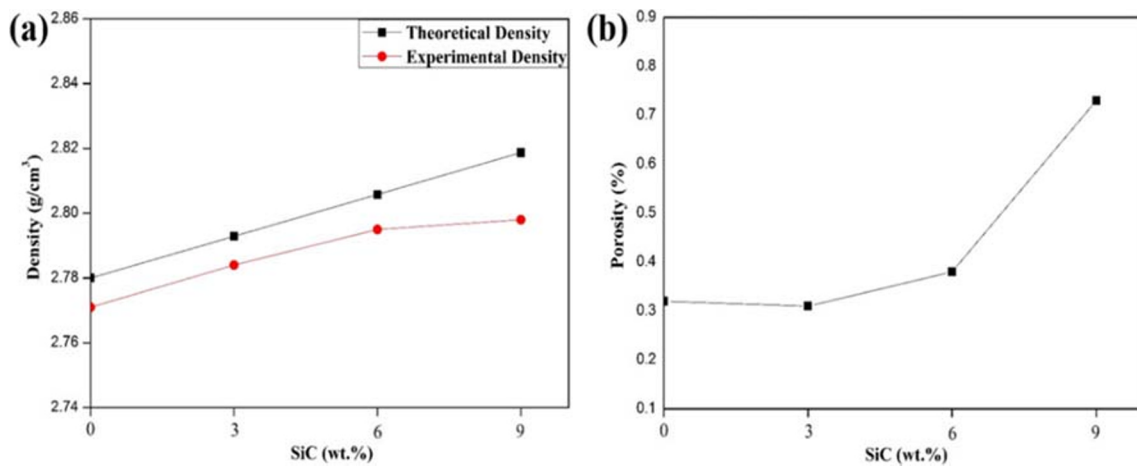 (a)
Theoretical Density
Experimental Density
2.86
2.84
2.82
2.80
2.78
2.76
2.74
Density (g/cm³)
0 3 6 9
SiC (wt.%)
(b)
0.9
0.8
0.7
0.6
0.5
0.4
0.3
0.2
0.1
Porosity (%)
0 3 6 9
SiC (wt.%)